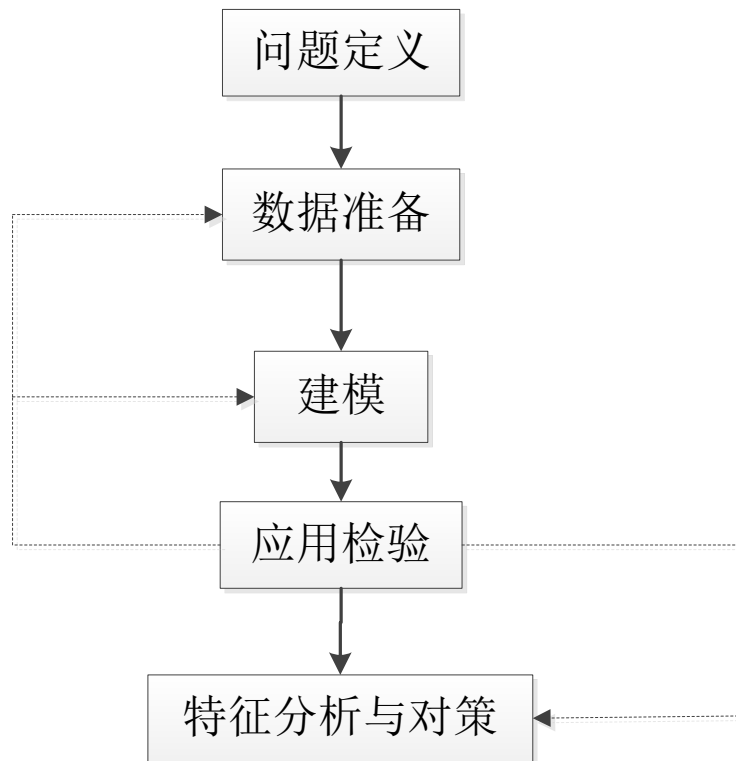 问题定义
数据准备
建模
应用检验
特征分析与对策